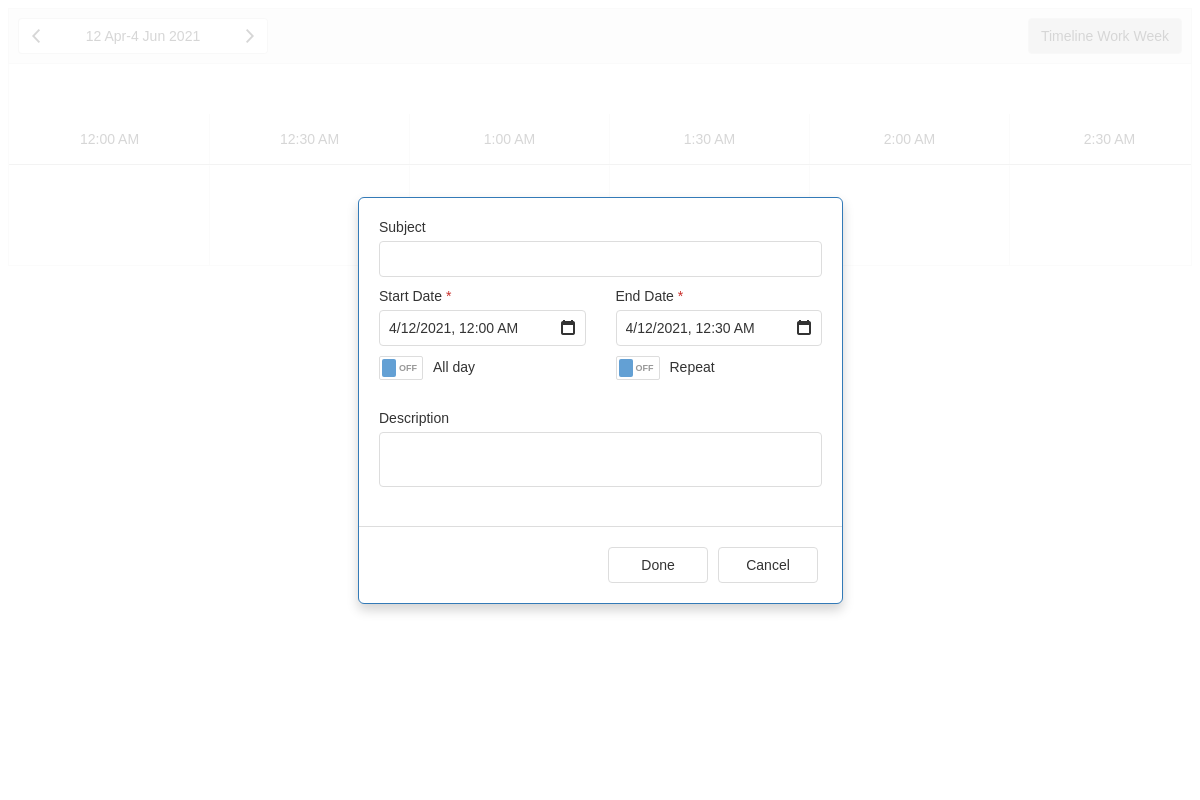 12 Apr-4 Jun 2021 Timeline Work Week
12:00 AM 12:30 AM 1:00 AM 1:30 AM 2:00 AM 2:30 AM
Subject
Start Date * End Date *
4/12/2021, 12:00 AM 4/12/2021, 12:30 AM
OFF All day OFF Repeat
Description
Done Cancel